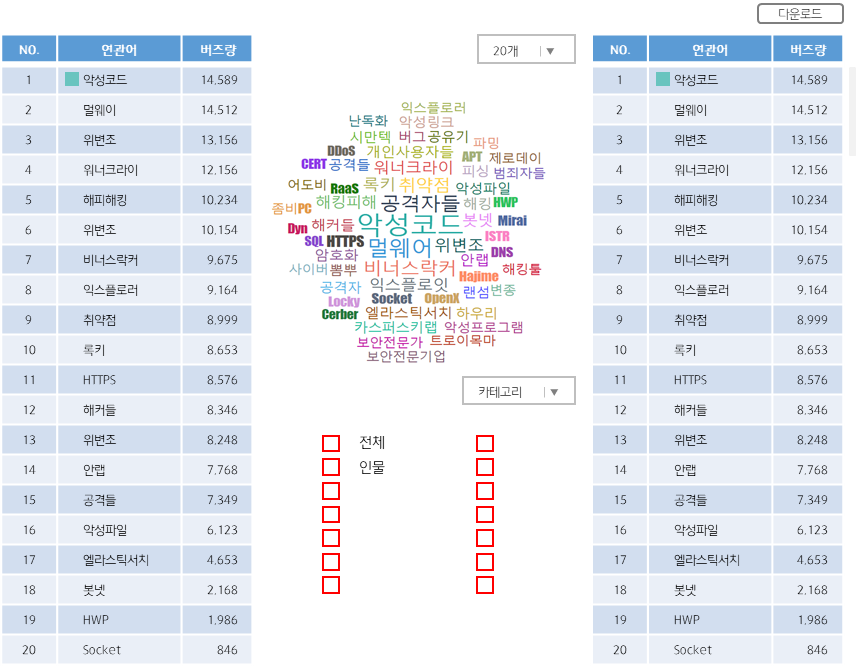 다운로드
NO. 연관어 버즈량
1 악성코드 14,589
2 멀웨이 14,512
3 위변조 13,156
4 워너크라이 12,156
5 해피해킹 10,234
6 위변조 10,154
7 비너스락커 9,675
8 익스플로러 9,164
9 취약점 8,999
10 록키 8,653
11 HTTPS 8,576
12 해커들 8,346
13 위변조 8,248
14 안랩 7,768
15 공격들 7,349
16 악성파일 6,123
17 엘라스틱서치 4,653
18 봇넷 2,168
19 HWP 1,986
20 Socket 846
20개 ▼
익스플로러
난독화 악성링크
시만텍 버그 공유기 파밍
DDoS 개인사용자들 APT 제로데이
CERT 공격들 워너크라이 피싱 범죄자들
어도비 RaaS 록키 취약점 악성파일
좀비PC 해킹피해 공격자들 해킹 HWP
Dyn 해커들 악성코드 봇넷 Mirai
SQL HTTPS 멀웨어 위변조 ISTR
암호화 안랩 DNS
사이버 뽐뿌 비너스락커 Hajime 해킹툴
공격자 익스플로잇 랜섬 변종
Locky Socket OpenX
Cerber 엘라스틱서치 하우리
카스퍼스키랩 악성프로그램
보안전문가 트로이목마
보안전문기업
카테고리 ▼
전체
인물
NO. 연관어 버즈량
1 악성코드 14,589
2 멀웨이 14,512
3 위변조 13,156
4 워너크라이 12,156
5 해피해킹 10,234
6 위변조 10,154
7 비너스락커 9,675
8 익스플로러 9,164
9 취약점 8,999
10 록키 8,653
11 HTTPS 8,576
12 해커들 8,346
13 위변조 8,248
14 안랩 7,768
15 공격들 7,349
16 악성파일 6,123
17 엘라스틱서치 4,653
18 봇넷 2,168
19 HWP 1,986
20 Socket 846